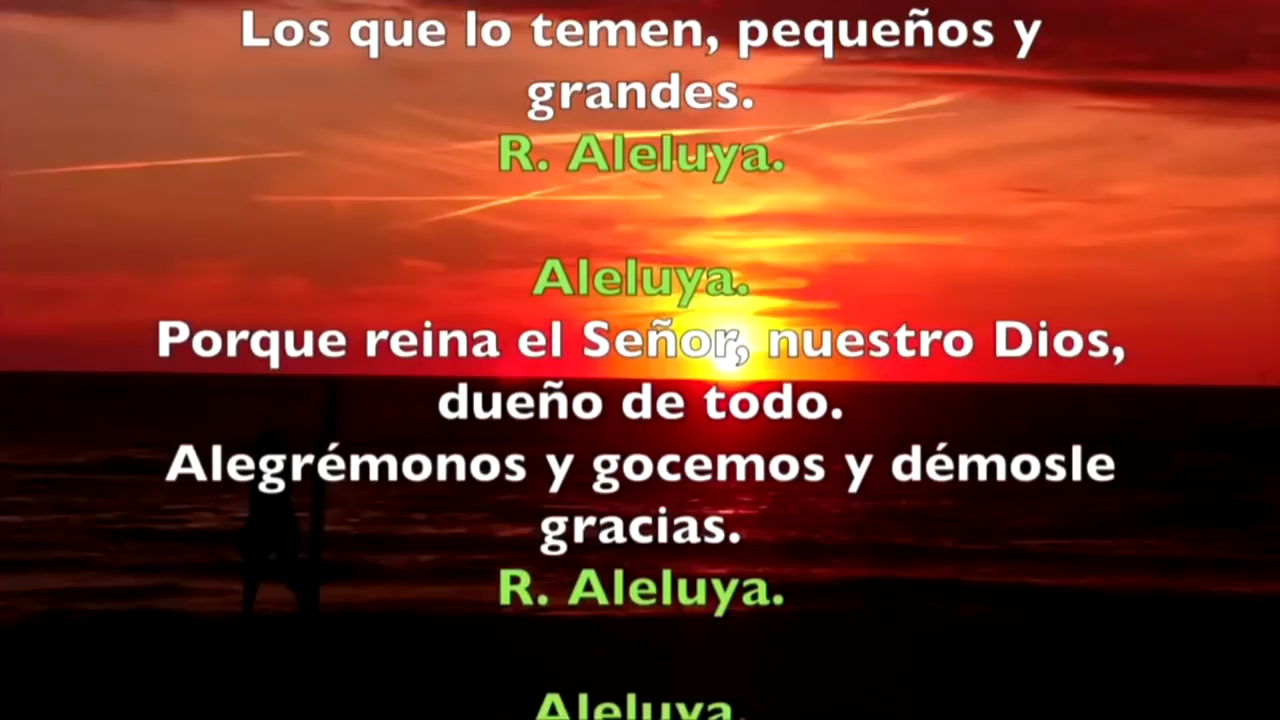 Los que lo temen, pequeños y
grandes.
R. Aleluya.
Aleluya.
Porque reina el Señor, nuestro Dios,
dueño de todo.
Alegrémonos y gocemos y démosle
gracias.
R. Aleluya.
Aleluya.